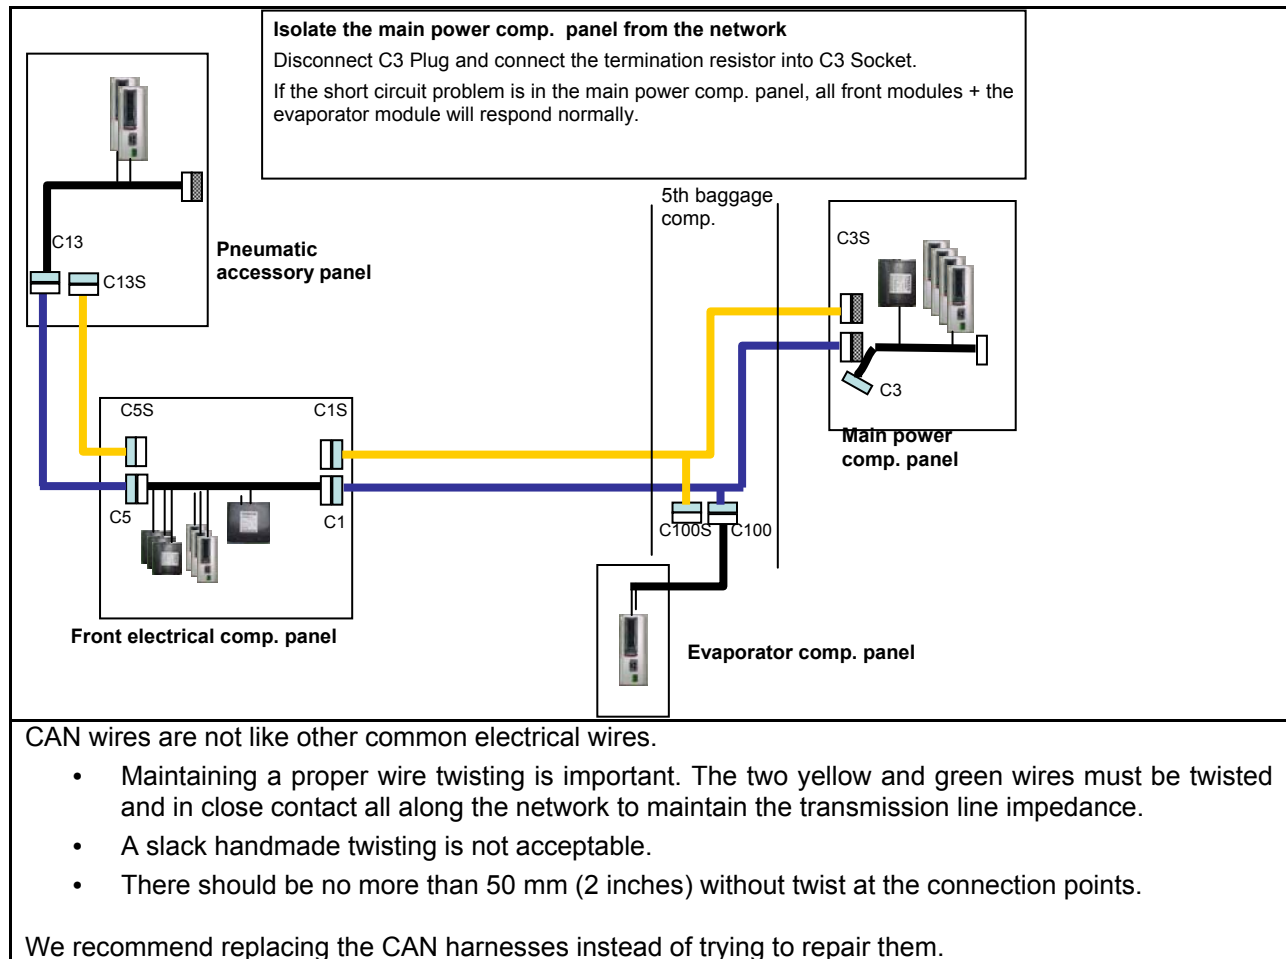 Isolate the main power comp. panel from the network
Disconnect C3 Plug and connect the termination resistor into C3 Socket.
If the short circuit problem is in the main power comp. panel, all front modules + the
evaporator module will respond normally.
5th baggage
comp.
C3S
C13
Pneumatic
accessory panel
C13S
C3
C5S
C1S
Main power
comp. panel
C5
C1
C100S
C100
Front electrical comp. panel
Evaporator comp. panel
CAN wires are not like other common electrical wires.
• Maintaining a proper wire twisting is important. The two yellow and green wires must be twisted
and in close contact all along the network to maintain the transmission line impedance.
• A slack handmade twisting is not acceptable.
• There should be no more than 50 mm (2 inches) without twist at the connection points.
We recommend replacing the CAN harnesses instead of trying to repair them.